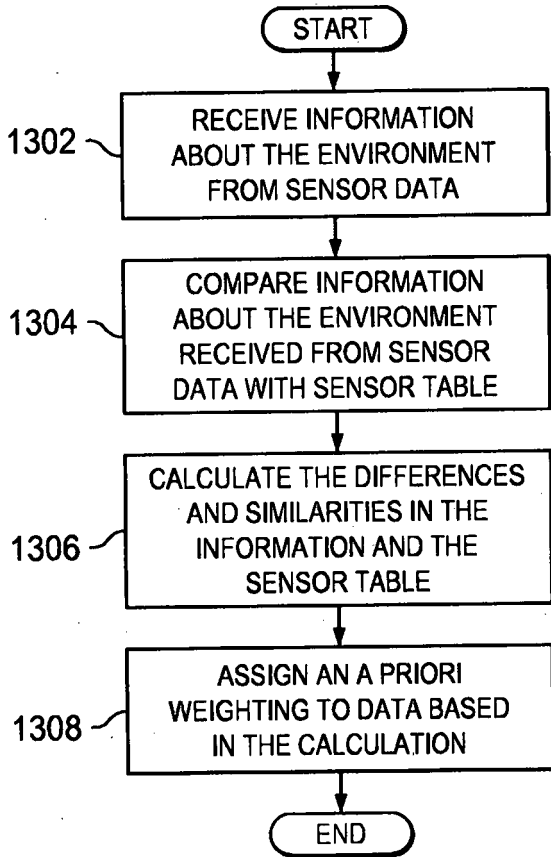 START
1302
RECEIVE INFORMATION
ABOUT THE ENVIRONMENT
FROM SENSOR DATA
1304
COMPARE INFORMATION
ABOUT THE ENVIRONMENT
RECEIVED FROM SENSOR
DATA WITH SENSOR TABLE
1306
CALCULATE THE DIFFERENCES
AND SIMILARITIES IN THE
INFORMATION AND THE
SENSOR TABLE
1308
ASSIGN AN A PRIORI
WEIGHTING TO DATA BASED
IN THE CALCULATION
END